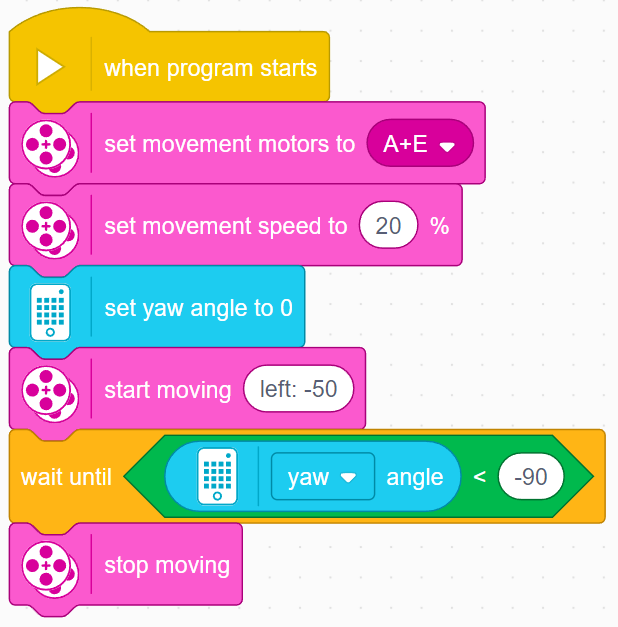 when program starts
set movement motors to A+E
set movement speed to 20 %
set yaw angle to 0
start moving left: -50
wait until yaw angle < -90
stop moving